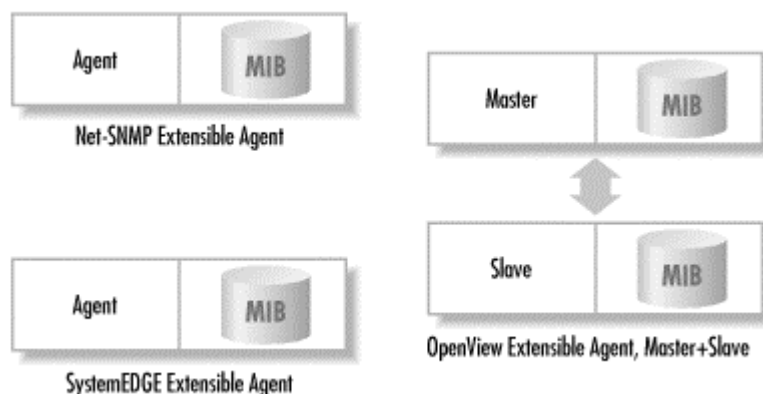 Agent MIB
Net-SNMP Extensible Agent
Agent MIB
SystemEDGE Extensible Agent
Master MIB
Slave MIB
OpenView Extensible Agent, Master+Slave